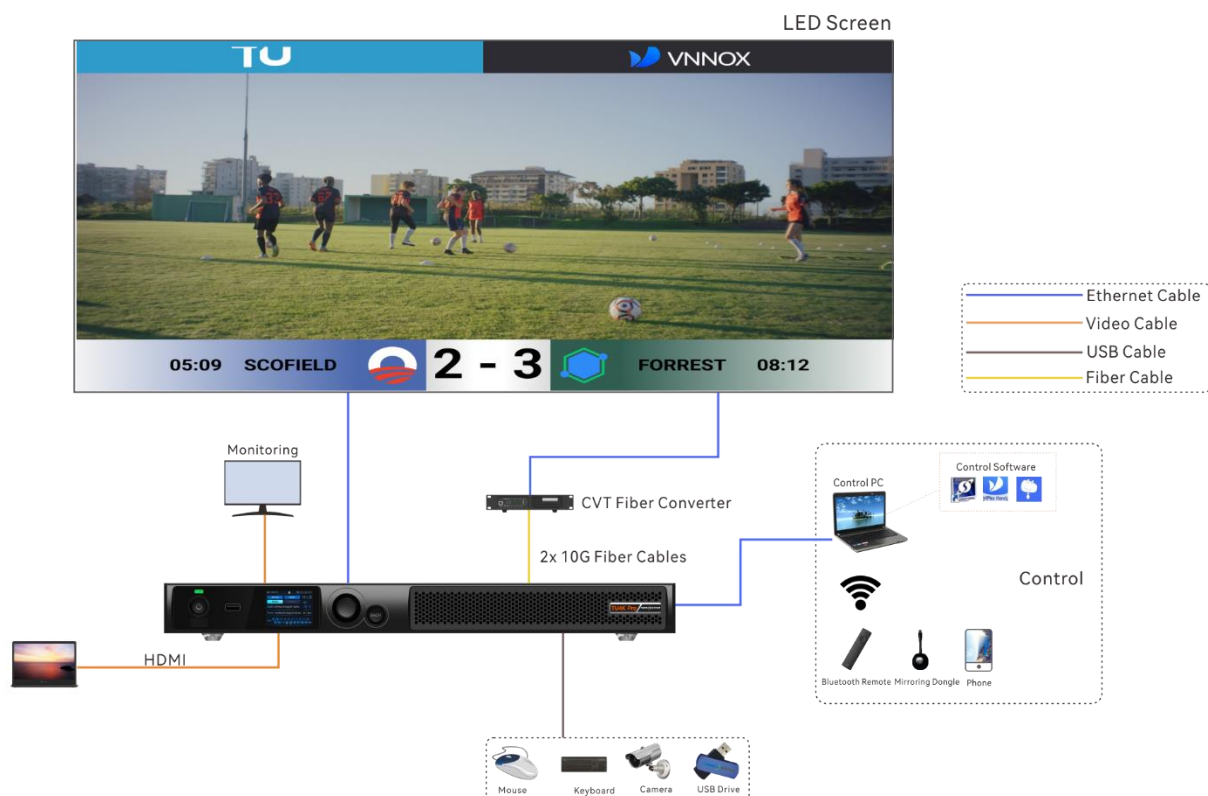 LED Screen
TU
VNNOX
05:09 SCOFIELD 2 - 3 FORREST 08:12
Ethernet Cable
Video Cable
USB Cable
Fiber Cable
Monitoring
CVT Fiber Converter
2x 10G Fiber Cables
Control PC
Control Software
Control
TU4K Pro
HDMI
Bluetooth Remote
Mirroring Dongle
Phone
Mouse
Keyboard
Camera
USB Drive